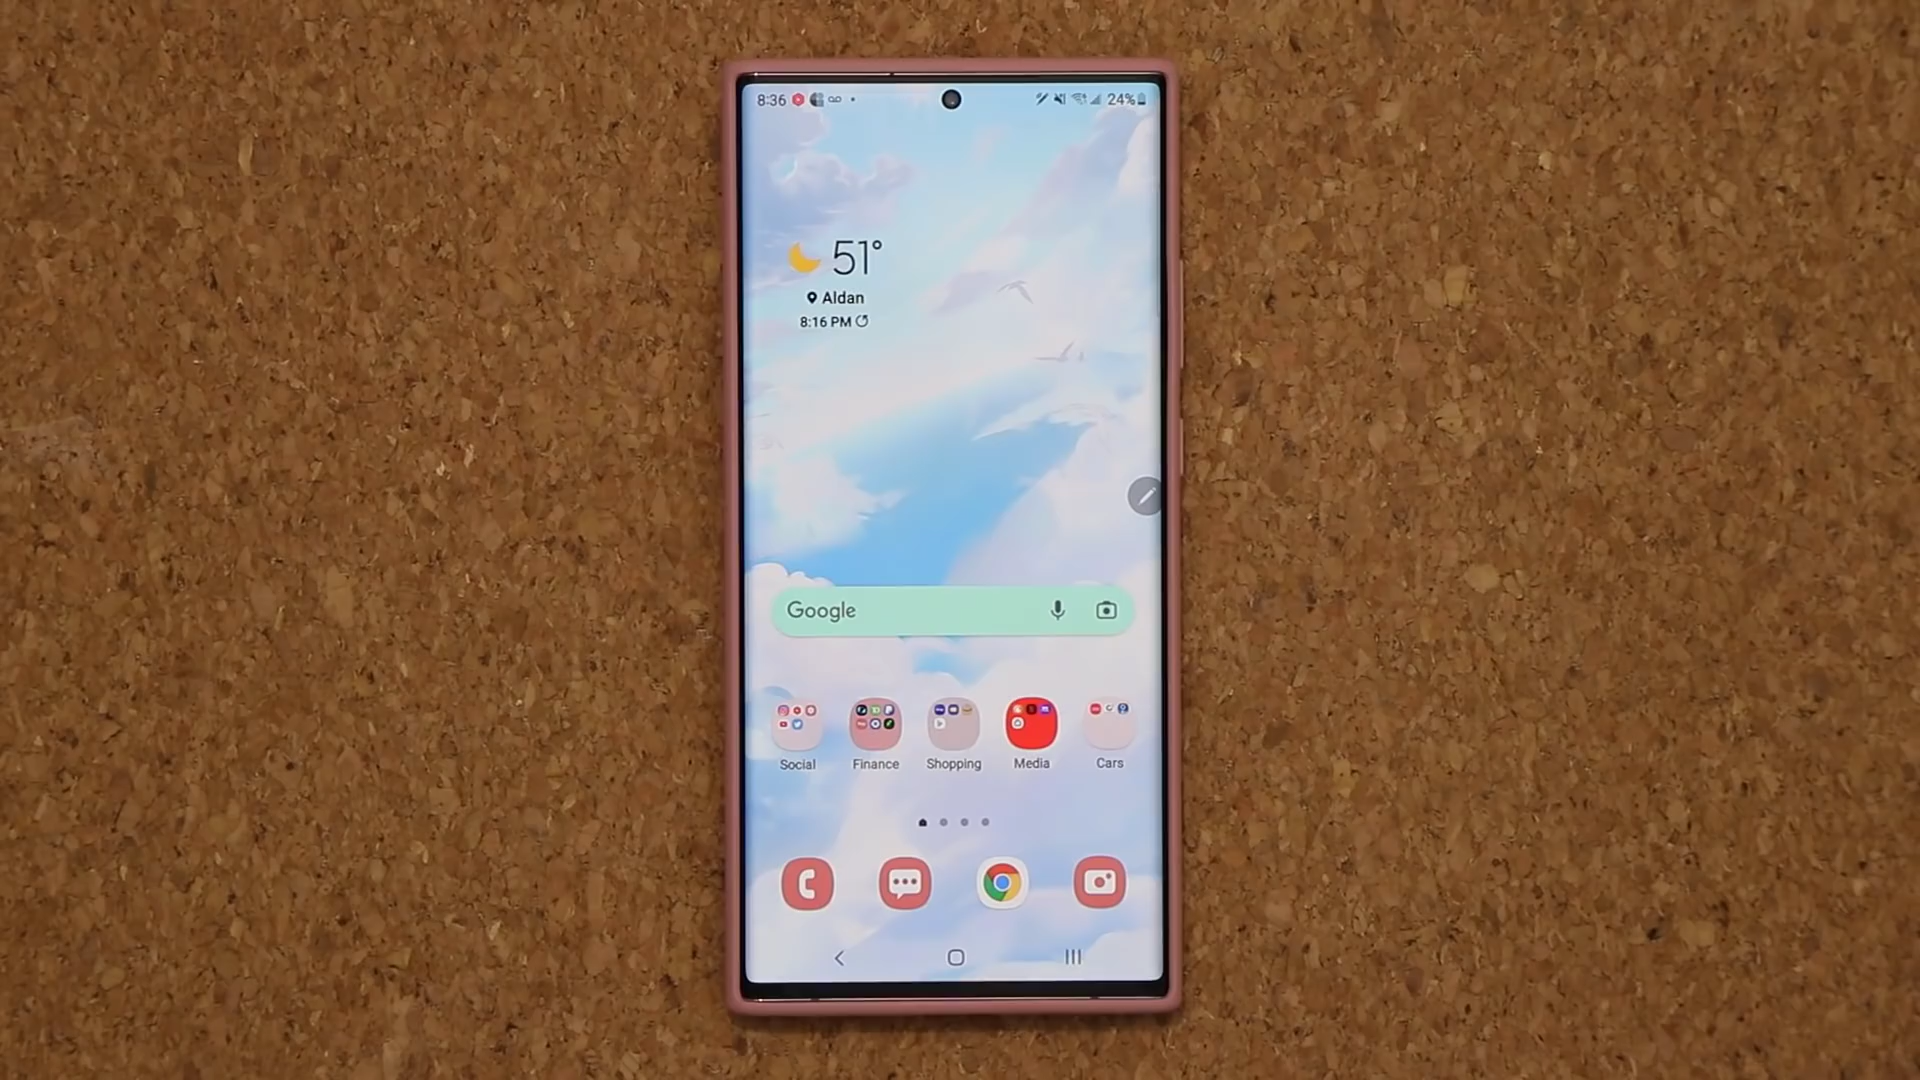 8:36
24%
51°
Aldan
8:16 PM
Google
Social Finance Shopping Media Cars